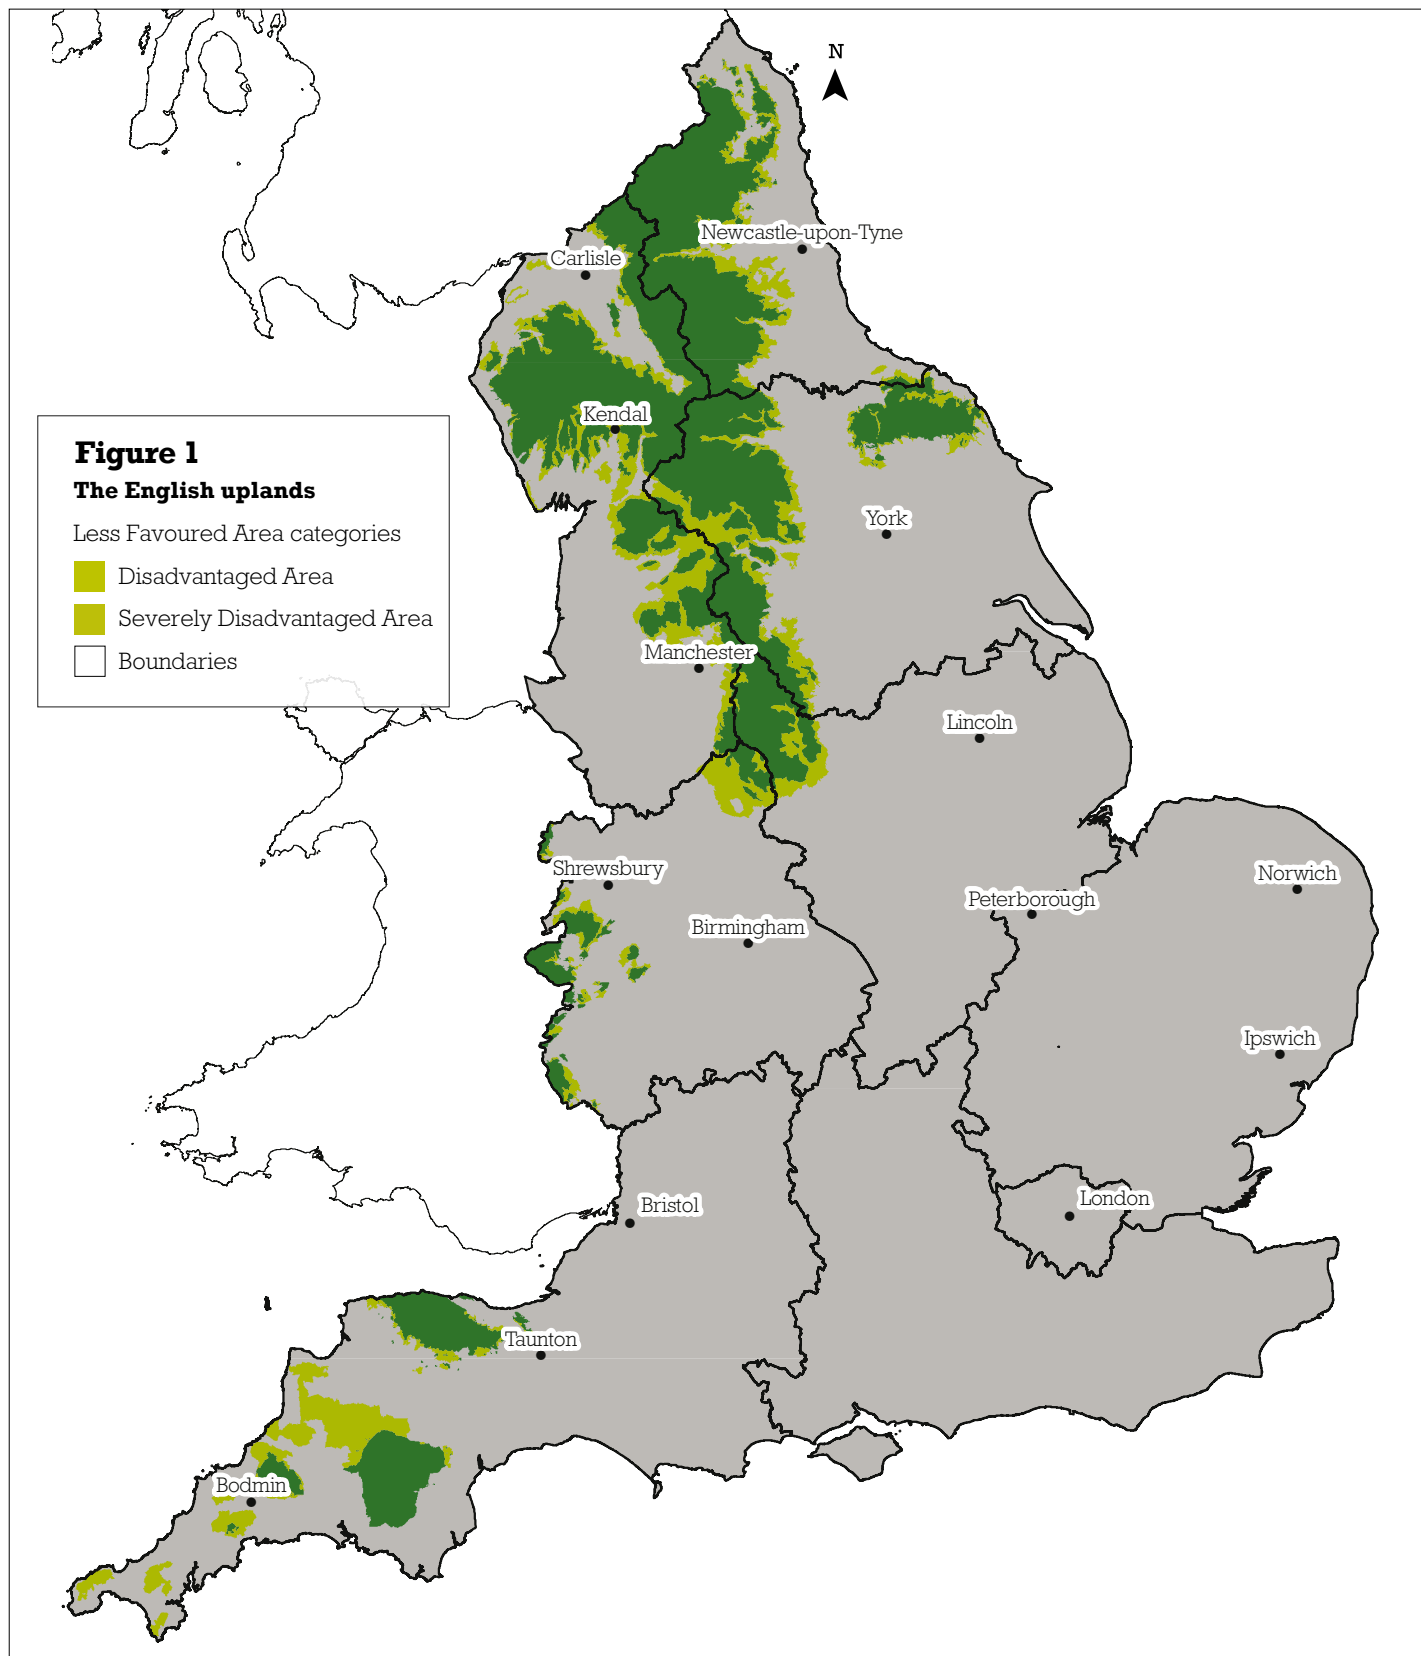 N
Newcastle-upon-Tyne
Carlisle
Kendal
Figure 1
The English uplands
Less Favoured Area categories
Disadvantaged Area
Severely Disadvantaged Area
Boundaries
York
Manchester
Lincoln
Shrewsbury
Norwich
Peterborough
Birmingham
Ipswich
London
Bristol
Taunton
Bodmin